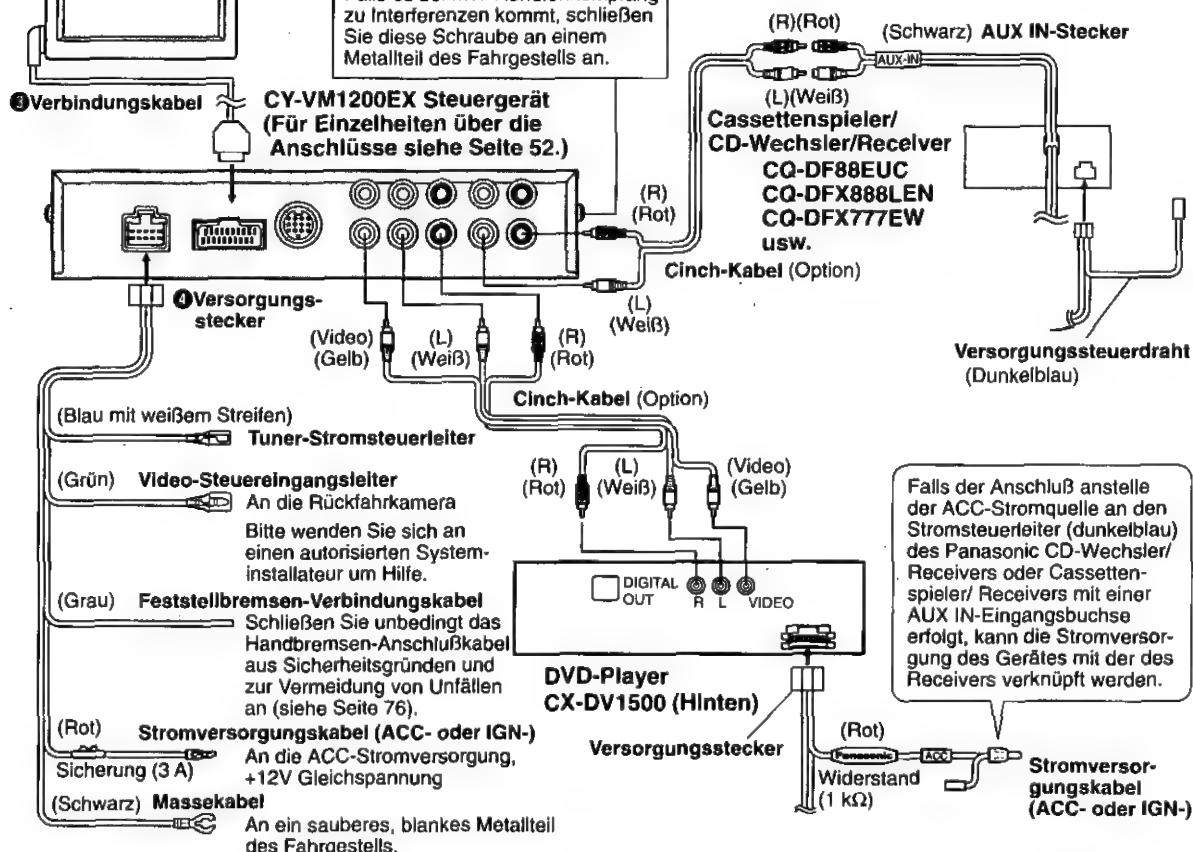 zu Interferenzen kommt, schließen
Sie diese Schraube an einem
Metallteil des Fahrgestells an.
(R)(Rot)
(Schwarz) AUX IN-Stecker
AUX-IN
(L)(Weiß)
❸Verbindungskabel
CY-VM1200EX Steuergerät
(Für Einzelheiten über die
Anschlüsse siehe Seite 52.)
Cassettenspieler/
CD-Wechsler/Receiver
CQ-DF88EUC
CQ-DFX888LEN
CQ-DFX777EW
usw.
(R)
(Rot)
Cinch-Kabel (Option)
(L)
(Weiß)
❹Versorgungs-
stecker
(Video)
(Gelb)
(L)
(Weiß)
(R)
(Rot)
Versorgungssteuerdraht
(Dunkelblau)
Cinch-Kabel (Option)
(Blau mit weißem Streifen)
Tuner-Stromsteuerleiter
(Grün) Video-Steuereingangsleiter
An die Rückfahrkamera
Bitte wenden Sie sich an
einen autorisierten System-
installateur um Hilfe.
(Grau) Feststellbremsen-Verbindungskabel
Schließen Sie unbedingt das
Handbremsen-Anschlußkabel
aus Sicherheitsgründen und
zur Vermeidung von Unfällen
an (siehe Seite 76).
(Rot) Stromversorgungskabel (ACC- oder IGN-)
Sicherung (3 A)
An die ACC-Stromversorgung,
+12V Gleichspannung
(Schwarz) Massekabel
An ein sauberes, blankes Metallteil
des Fahrgestells.
(R)
(Rot)
(L)
(Weiß)
(Video)
(Gelb)
DIGITAL
OUT
R L VIDEO
DVD-Player
CX-DV1500 (Hinten)
Versorgungsstecker
Falls der Anschluß anstelle
der ACC-Stromquelle an den
Stromsteuerleiter (dunkelblau)
des Panasonic CD-Wechsler/
Receivers oder Cassetten-
spieler/ Receivers mit einer
AUX IN-Eingangsbuchse
erfolgt, kann die Stromversor-
gung des Gerätes mit der des
Receivers verknüpft werden.
(Rot)
Panasonic
ACC
Widerstand
(1 kΩ)
Stromversor-
gungskabel
(ACC- oder IGN-)